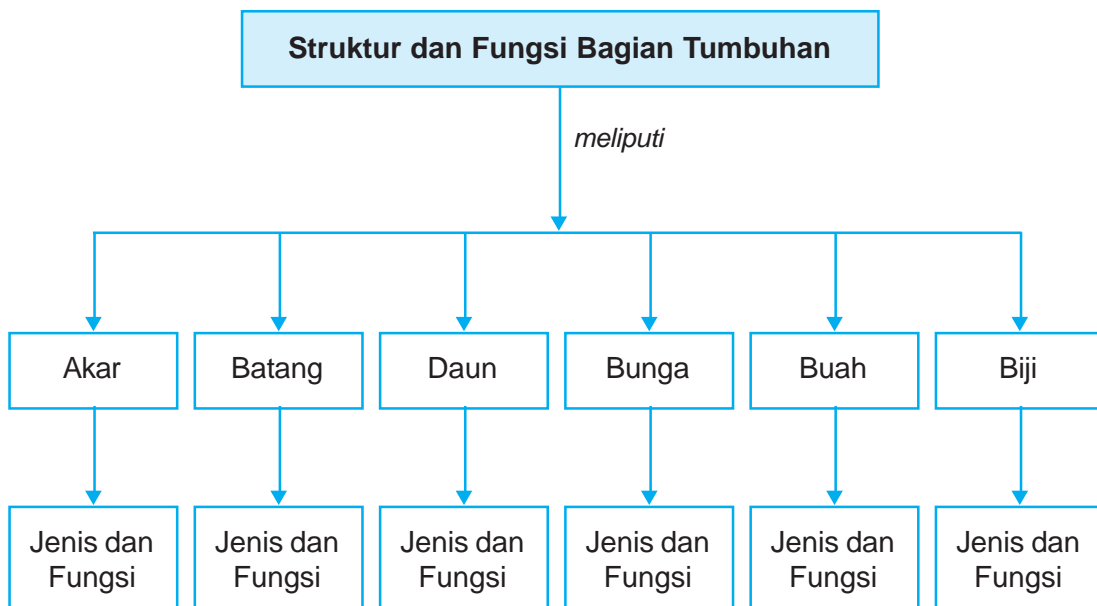 Struktur dan Fungsi Bagian Tumbuhan
meliputi
Akar
Batang
Daun
Bunga
Buah
Biji
Jenis dan
Fungsi
Jenis dan
Fungsi
Jenis dan
Fungsi
Jenis dan
Fungsi
Jenis dan
Fungsi
Jenis dan
Fungsi